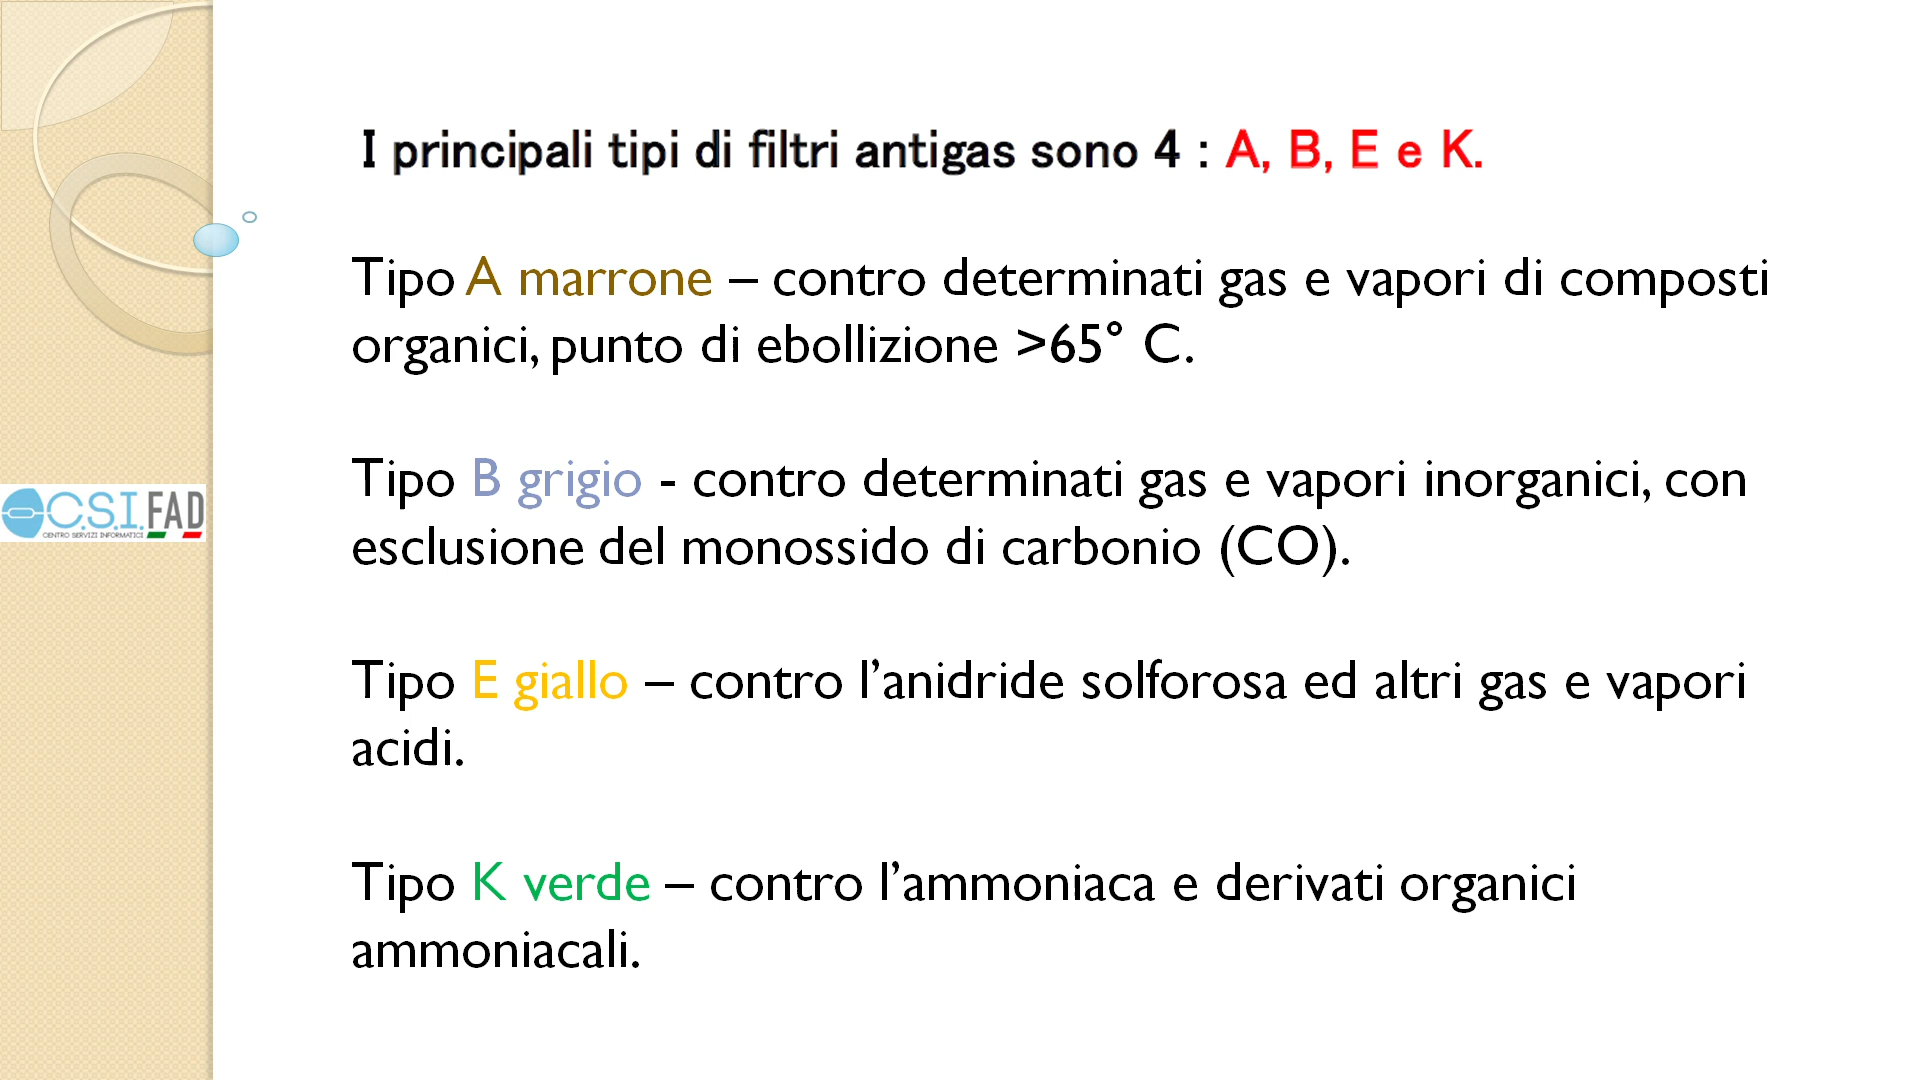 I principali tipi di filtri antigas sono 4 : A, B, E e K.
Tipo A marrone – contro determinati gas e vapori di composti
organici, punto di ebollizione >65° C.
Tipo B grigio - contro determinati gas e vapori inorganici, con
esclusione del monossido di carbonio (CO).
C.S.I.FAD
CENTRO SERVIZI INFORMATICI
Tipo E giallo – contro l’anidride solforosa ed altri gas e vapori
acidi.
Tipo K verde – contro l’ammoniaca e derivati organici
ammoniacali.